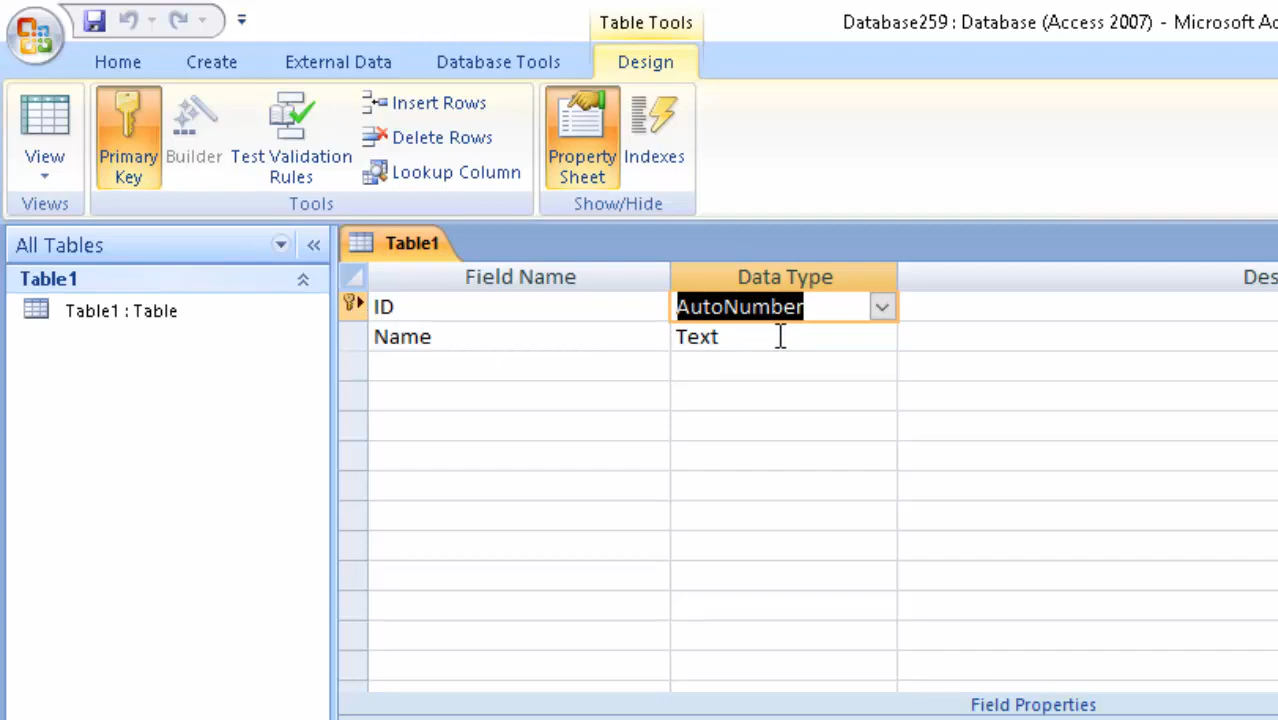 Table Tools
Database259 : Database (Access 2007) - Microsoft Ac
Home
Create
External Data
Database Tools
Design
View
Primary
Key
Builder
Test Validation
Rules
Insert Rows
Delete Rows
Lookup Column
Property
Sheet
Indexes
Views
Tools
Show/Hide
All Tables
Table1
Table1
Table1 : Table
Field Name
Data Type
Des
ID
AutoNumber
Name
Text
Field Properties